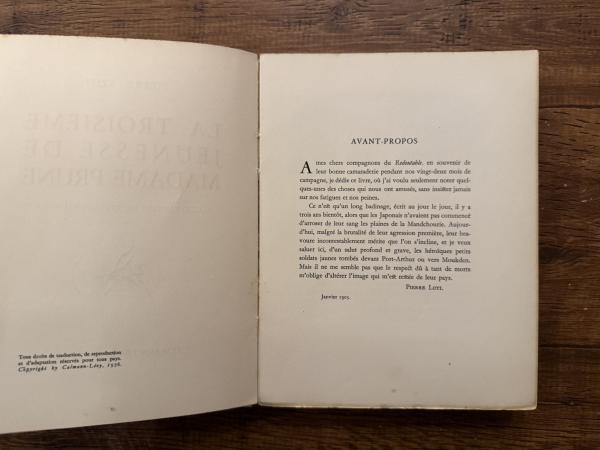 Tous droits de traduction, de reproduction
et d'adaptation réservés pour tous pays.
Copyright by Calmann-Lévy, 1936.
AVANT-PROPOS
A mes chers compagnons du Redoutable, en souvenir de
leur bonne camaraderie pendant nos vingt-deux mois de
campagne, je dédie ce livre, où j'ai voulu seulement noter quel-
ques-unes des choses qui nous ont amusés, sans insister jamais
sur nos fatigues et nos peines.
Ce n'est qu'un long badinage, écrit au jour le jour, il y a
trois ans bientôt, alors que les Japonais n'avaient pas commencé
d'arroser de leur sang les plaines de la Mandchourie. Aujour-
d'hui, malgré la brutalité de leur agression première, leur bra-
voure incontestablement mérite que l'on s'incline, et je veux
saluer ici, d'un salut profond et grave, les héroïques petits
soldats jaunes tombés devant Port-Arthur ou vers Moukden.
Mais il ne me semble pas que le respect dû à tant de morts
m'oblige d'altérer l'image qui m'est restée de leur pays.
PIERRE LOTI.
Janvier 1905.